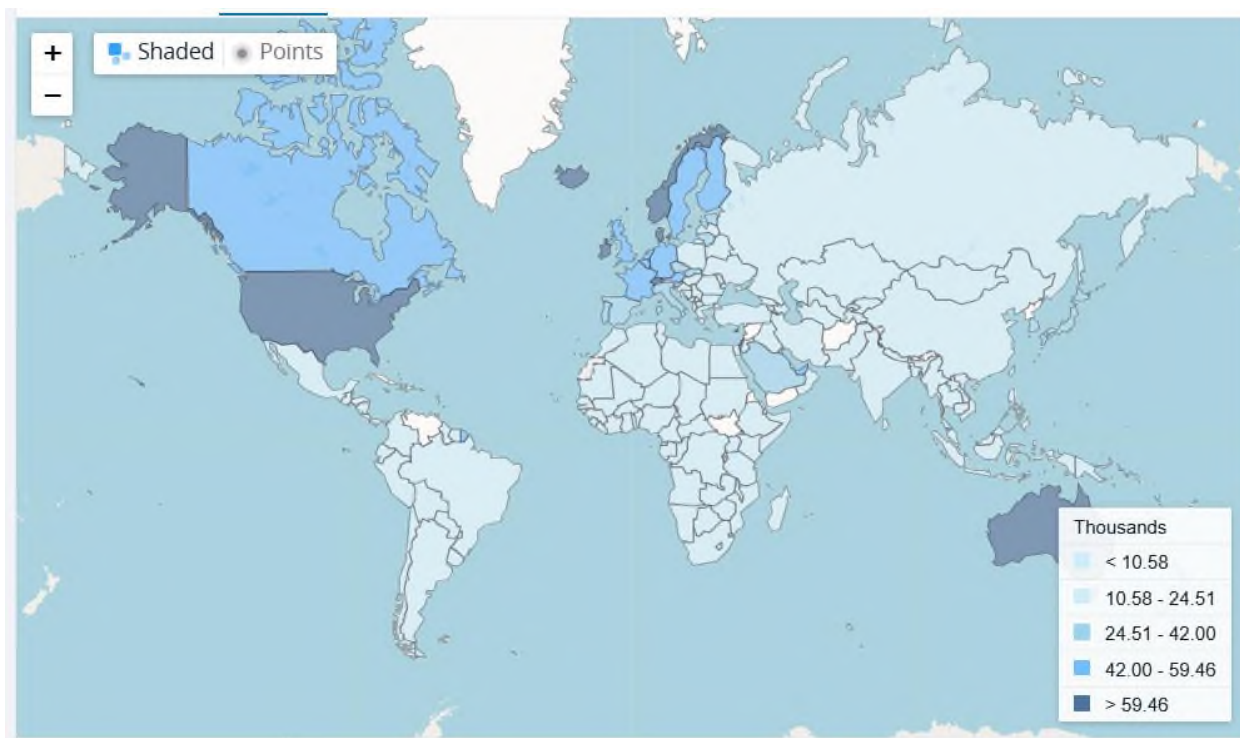 +
−
Shaded Points
Thousands
< 10.58
10.58 - 24.51
24.51 - 42.00
42.00 - 59.46
> 59.46